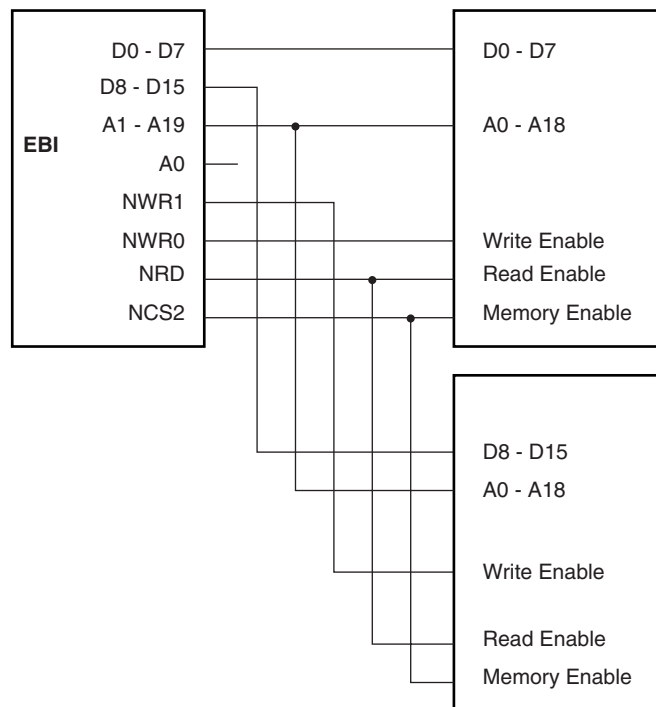 D0 - D7
D8 - D15
A1 - A19
EBI
A0
NWR1
NWR0
NRD
NCS2
D0 - D7
A0 - A18
Write Enable
Read Enable
Memory Enable
D8 - D15
A0 - A18
Write Enable
Read Enable
Memory Enable